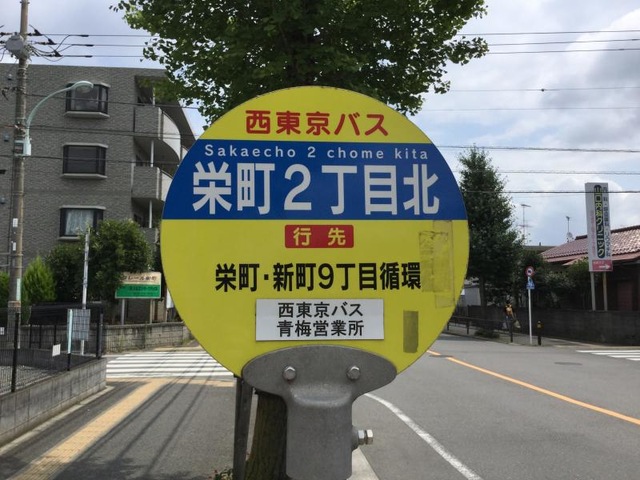 西東京バス
Sakaecho 2 chome kita
栄町2丁目北
行先
栄町・新町9丁目循環
西東京バス
青梅営業所